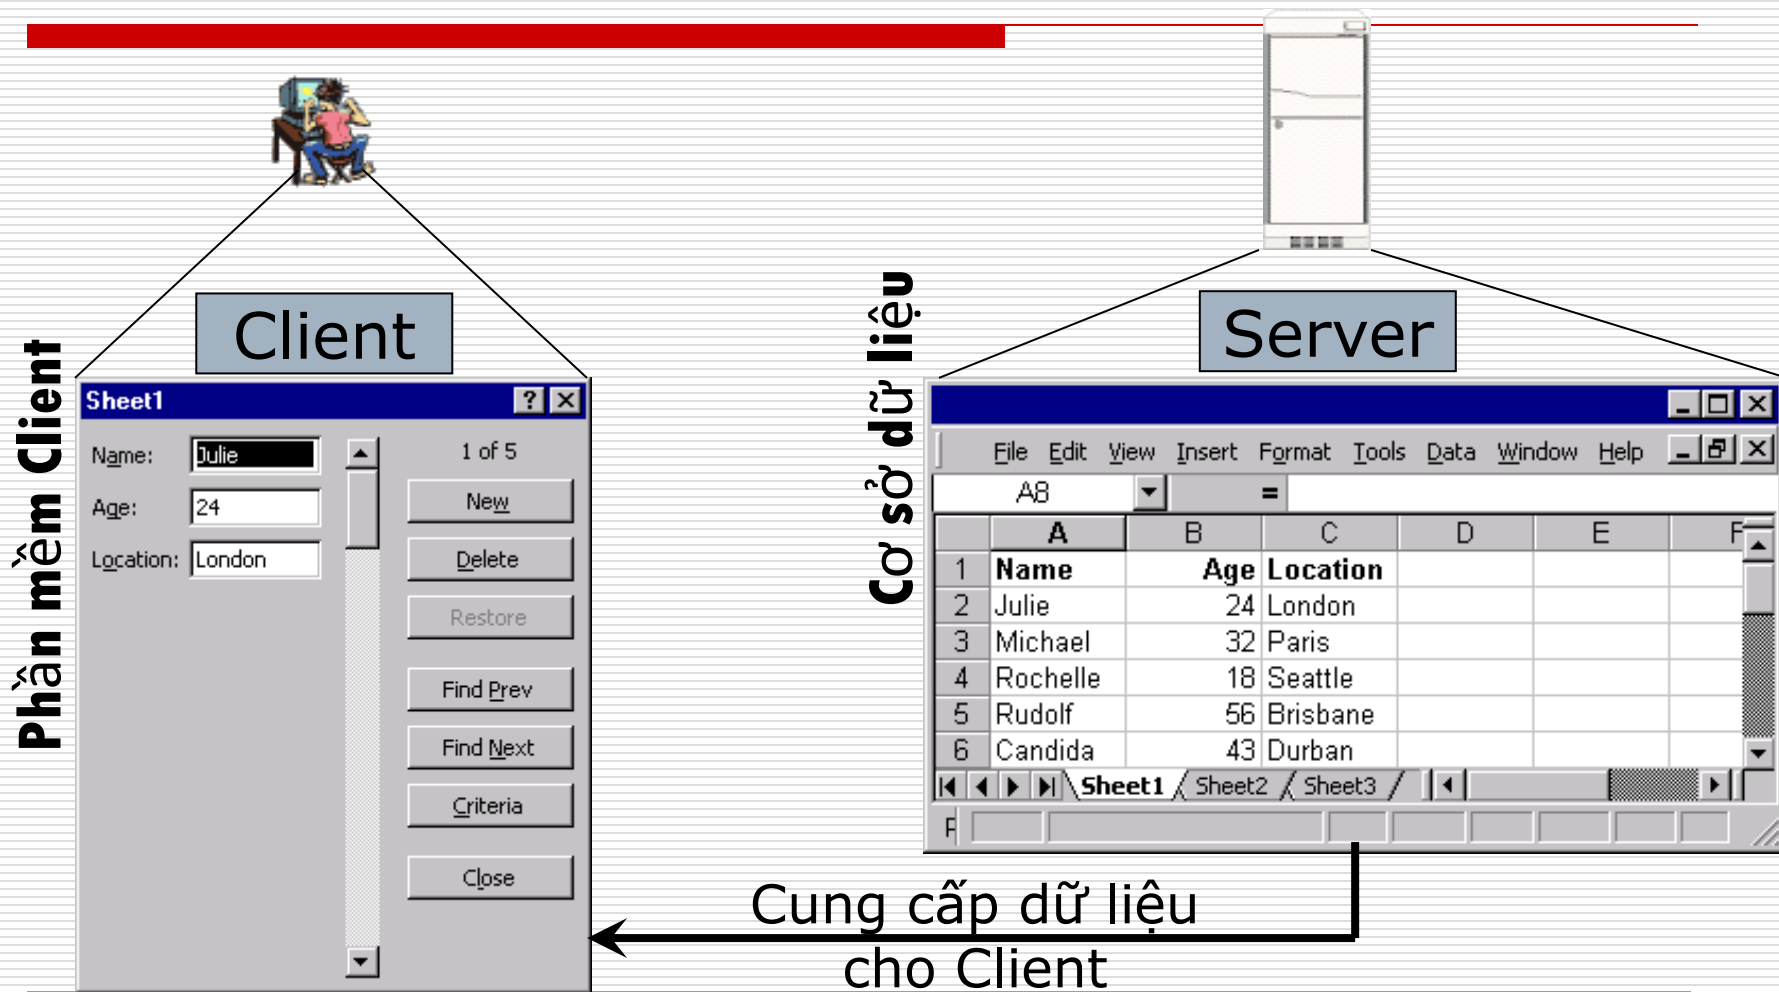 Client
Phần mềm Client
Sheet1
Name: Julie
1 of 5
Age: 24
New
Location: London
Delete
Restore
Find Prev
Find Next
Criteria
Close
Server
Cơ sở dữ liệu
File Edit View Insert Format Tools Data Window Help
A8 =
A B C D E F
1 Name Age Location
2 Julie 24 London
3 Michael 32 Paris
4 Rochelle 18 Seattle
5 Rudolf 56 Brisbane
6 Candida 43 Durban
Sheet1 Sheet2 Sheet3
Cung cấp dữ liệu
cho Client